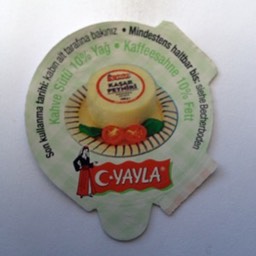 Son kullanma tarihi: kabın alt tarafına bakınız • Mindestens haltbar bis: siehe Becherboden
Kahve Sütü 10% Yağ • Kaffeesahne 10% Fett
KAŞAR
PEYNİRİ
C·YAYLA®